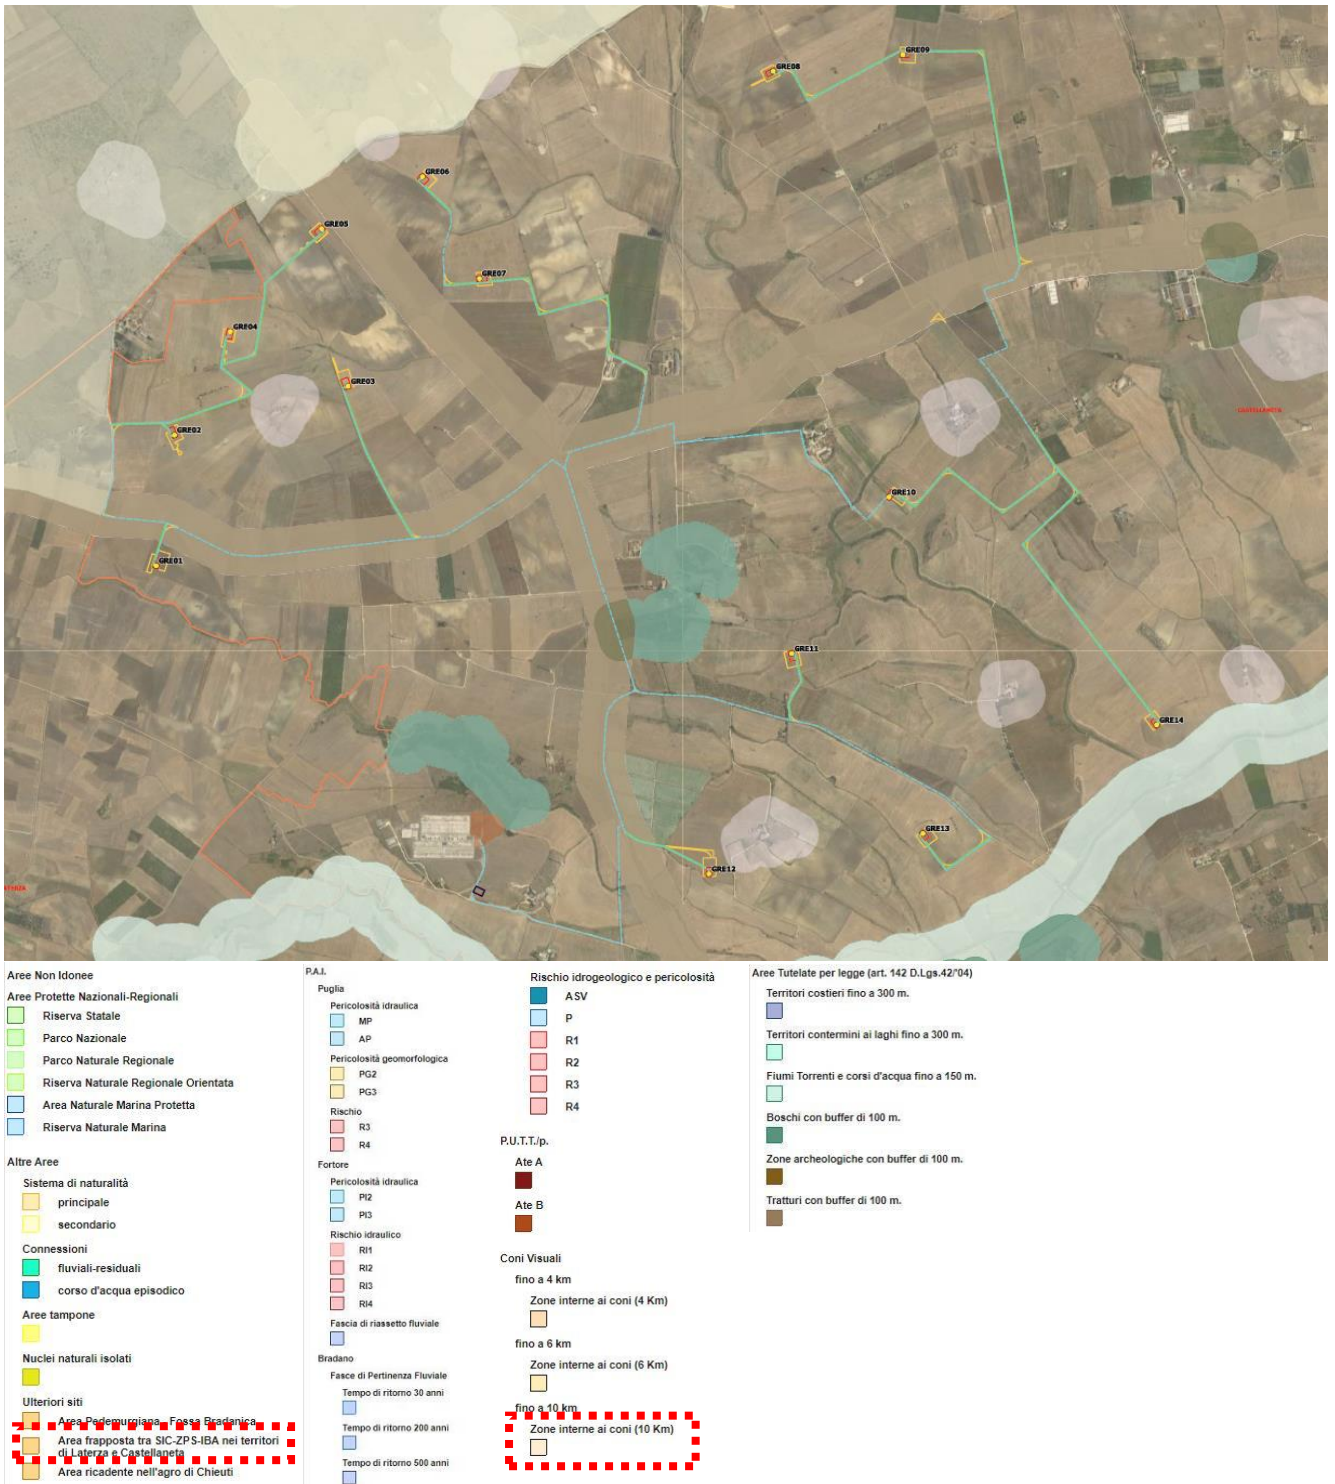 GRE08
GRE09
GRE06
GRE05
GRE07
GRE04
GRE03
CASTELLANETA
GRE02
GRE10
GRE01
GRE11
GRE14
GRE13
GRE12
Aree Non Idonee
Aree Protette Nazionali-Regionali
Riserva Statale
Parco Nazionale
Parco Naturale Regionale
Riserva Naturale Regionale Orientata
Area Naturale Marina Protetta
Riserva Naturale Marina
Altre Aree
Sistema di naturalità
principale
secondario
Connessioni
fluviali-residuali
corso d'acqua episodico
Aree tampone
Nuclei naturali isolati
Ulteriori siti
Area Pedemurgiana - Fossa Bradanica
Area frapposta tra SIC-ZPS-IBA nei territori
di Laterza e Castellaneta
Area ricadente nell'agro di Chieuti
P.A.I.
Puglia
Pericolosità idraulica
MP
AP
Pericolosità geomorfologica
PG2
PG3
Rischio
R3
R4
Fortore
Pericolosità idraulica
PI2
PI3
Rischio idraulico
RI1
RI2
RI3
RI4
Fascia di riassetto fluviale
Bradano
Fasce di Pertinenza Fluviale
Tempo di ritorno 30 anni
Tempo di ritorno 200 anni
Tempo di ritorno 500 anni
Rischio idrogeologico e pericolosità
ASV
P
R1
R2
R3
R4
P.U.T.T./p.
Ate A
Ate B
Coni Visuali
fino a 4 km
Zone interne ai coni (4 Km)
fino a 6 km
Zone interne ai coni (6 Km)
fino a 10 km
Zone interne ai coni (10 Km)
Aree Tutelate per legge (art. 142 D.Lgs.42/'04)
Territori costieri fino a 300 m.
Territori contermini ai laghi fino a 300 m.
Fiumi Torrenti e corsi d'acqua fino a 150 m.
Boschi con buffer di 100 m.
Zone archeologiche con buffer di 100 m.
Tratturi con buffer di 100 m.